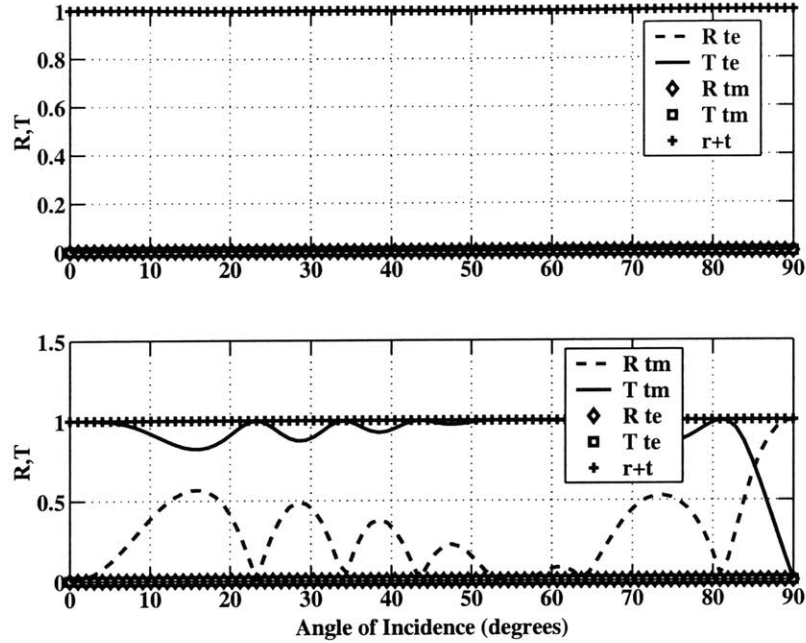 1
0.8
0.6
0.4
0.2
0
R,T
0 10 20 30 40 50 60 70 80 90
R te
T te
R tm
T tm
r+t
1.5
1
0.5
0
R,T
0 10 20 30 40 50 60 70 80 90
R tm
T tm
R te
T te
r+t
Angle of Incidence (degrees)